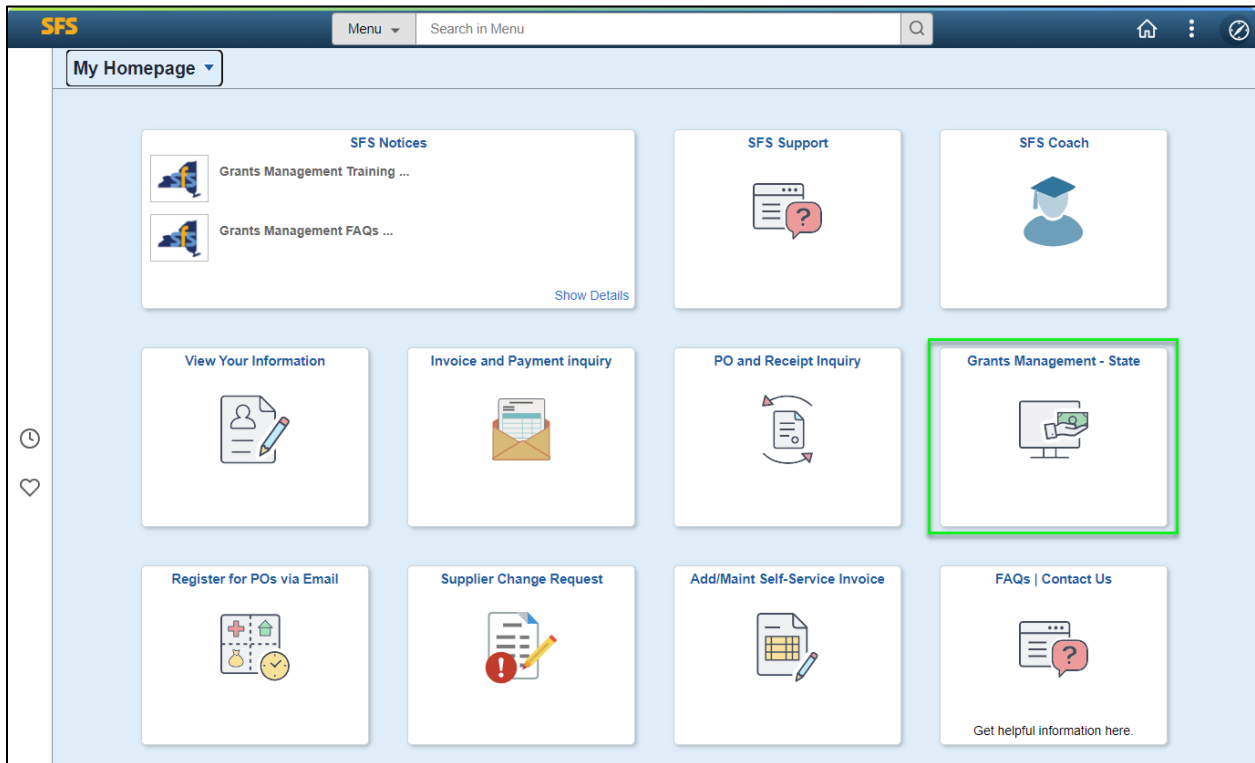 SFS
Menu
Search in Menu
My Homepage
SFS Notices
Grants Management Training ...
Grants Management FAQs ...
Show Details
SFS Support
SFS Coach
View Your Information
Invoice and Payment inquiry
PO and Receipt Inquiry
Grants Management - State
Register for POs via Email
Supplier Change Request
Add/Maint Self-Service Invoice
FAQs | Contact Us
Get helpful information here.